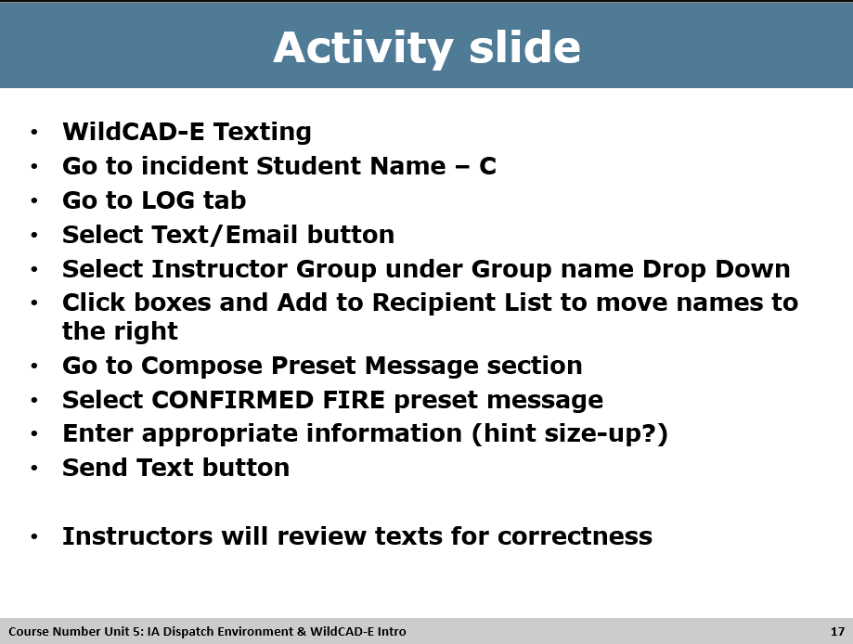 Activity slide
• WildCAD-E Texting
• Go to incident Student Name – C
• Go to LOG tab
• Select Text/Email button
• Select Instructor Group under Group name Drop Down
• Click boxes and Add to Recipient List to move names to
the right
• Go to Compose Preset Message section
• Select CONFIRMED FIRE preset message
• Enter appropriate information (hint size-up?)
• Send Text button
• Instructors will review texts for correctness
Course Number Unit 5: IA Dispatch Environment & WildCAD-E Intro
17